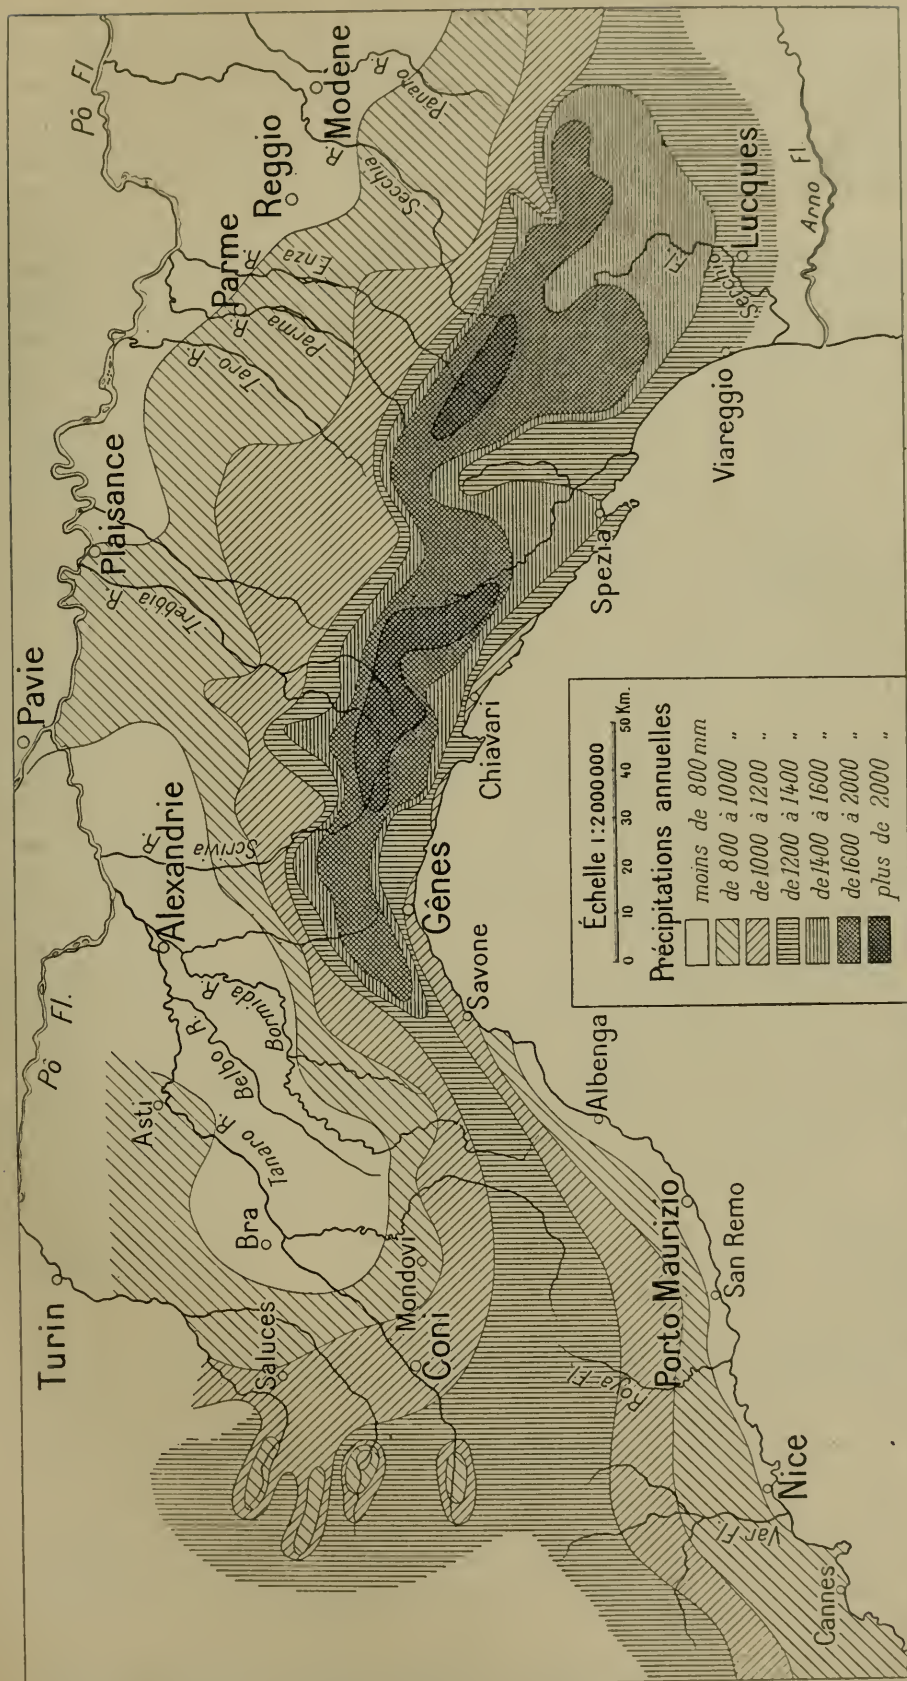 Turin
Pô Fl.
Pavie
Plaisance
Pô Fl.
Asti
Alexandrie
Bra
Tanaro R.
Belbo R.
Bormida R.
Scrivia R.
Trebbia R.
Taro R.
Parma R.
Parme
Enza R.
Reggio
Secchia R.
Modene
Panaro R.
Saluces
Mondovi
Coni
Roya Fl.
Porto Maurizio
San Remo
Nice
Var Fl.
Cannes
Albenga
Savone
Gênes
Chiavari
Spezia
Viareggio
Secchio Fl.
Lucques
Arno Fl.
Échelle 1:2 000 000
0 10 20 30 40 50 Km.
Précipitations annuelles
moins de 800 mm
de 800 à 1000 "
de 1000 à 1200 "
de 1200 à 1400 "
de 1400 à 1600 "
de 1600 à 2000 "
plus de 2000 "